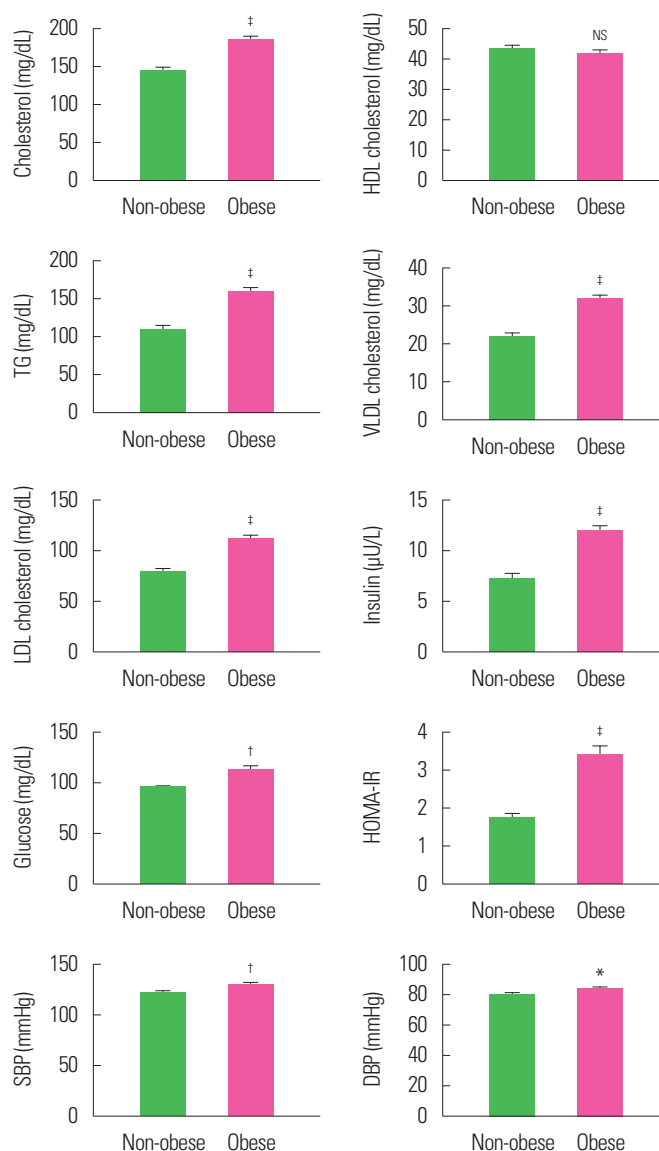 Cholesterol (mg/dL)
200
150
100
50
0
‡
Non-obese Obese
HDL cholesterol (mg/dL)
50
40
30
20
10
0
NS
Non-obese Obese
TG (mg/dL)
200
150
100
50
0
‡
Non-obese Obese
VLDL cholesterol (mg/dL)
40
30
20
10
0
‡
Non-obese Obese
LDL cholesterol (mg/dL)
150
100
50
0
‡
Non-obese Obese
Insulin (µU/L)
15
10
5
0
‡
Non-obese Obese
Glucose (mg/dL)
150
100
50
0
†
Non-obese Obese
HOMA-IR
4
3
2
1
0
‡
Non-obese Obese
SBP (mmHg)
150
100
50
0
†
Non-obese Obese
DBP (mmHg)
100
80
60
40
20
0
*
Non-obese Obese